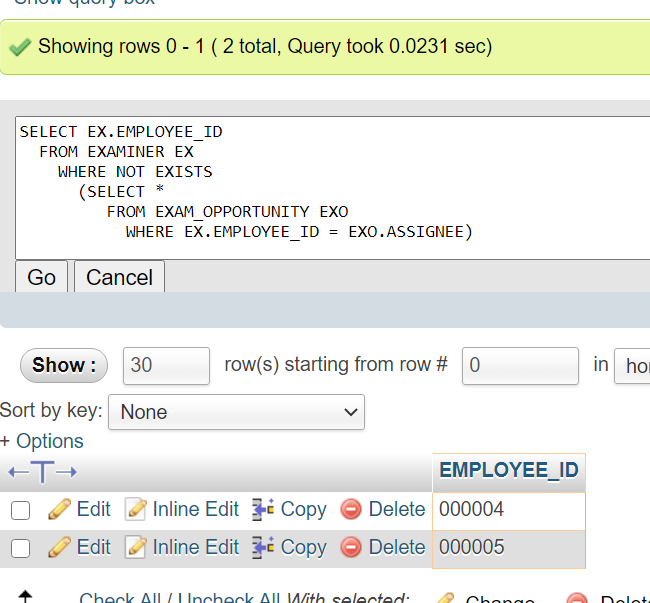 Show query box
Showing rows 0 - 1 ( 2 total, Query took 0.0231 sec)
SELECT EX.EMPLOYEE_ID
FROM EXAMINER EX
WHERE NOT EXISTS
(SELECT *
FROM EXAM_OPPORTUNITY EXO
WHERE EX.EMPLOYEE_ID = EXO.ASSIGNEE)
Go Cancel
Show : 30 row(s) starting from row # 0 in
Sort by key: None
+ Options
←T→ EMPLOYEE_ID
Edit Inline Edit Copy Delete 000004
Edit Inline Edit Copy Delete 000005
Check All / Uncheck All With selected: Change Delete